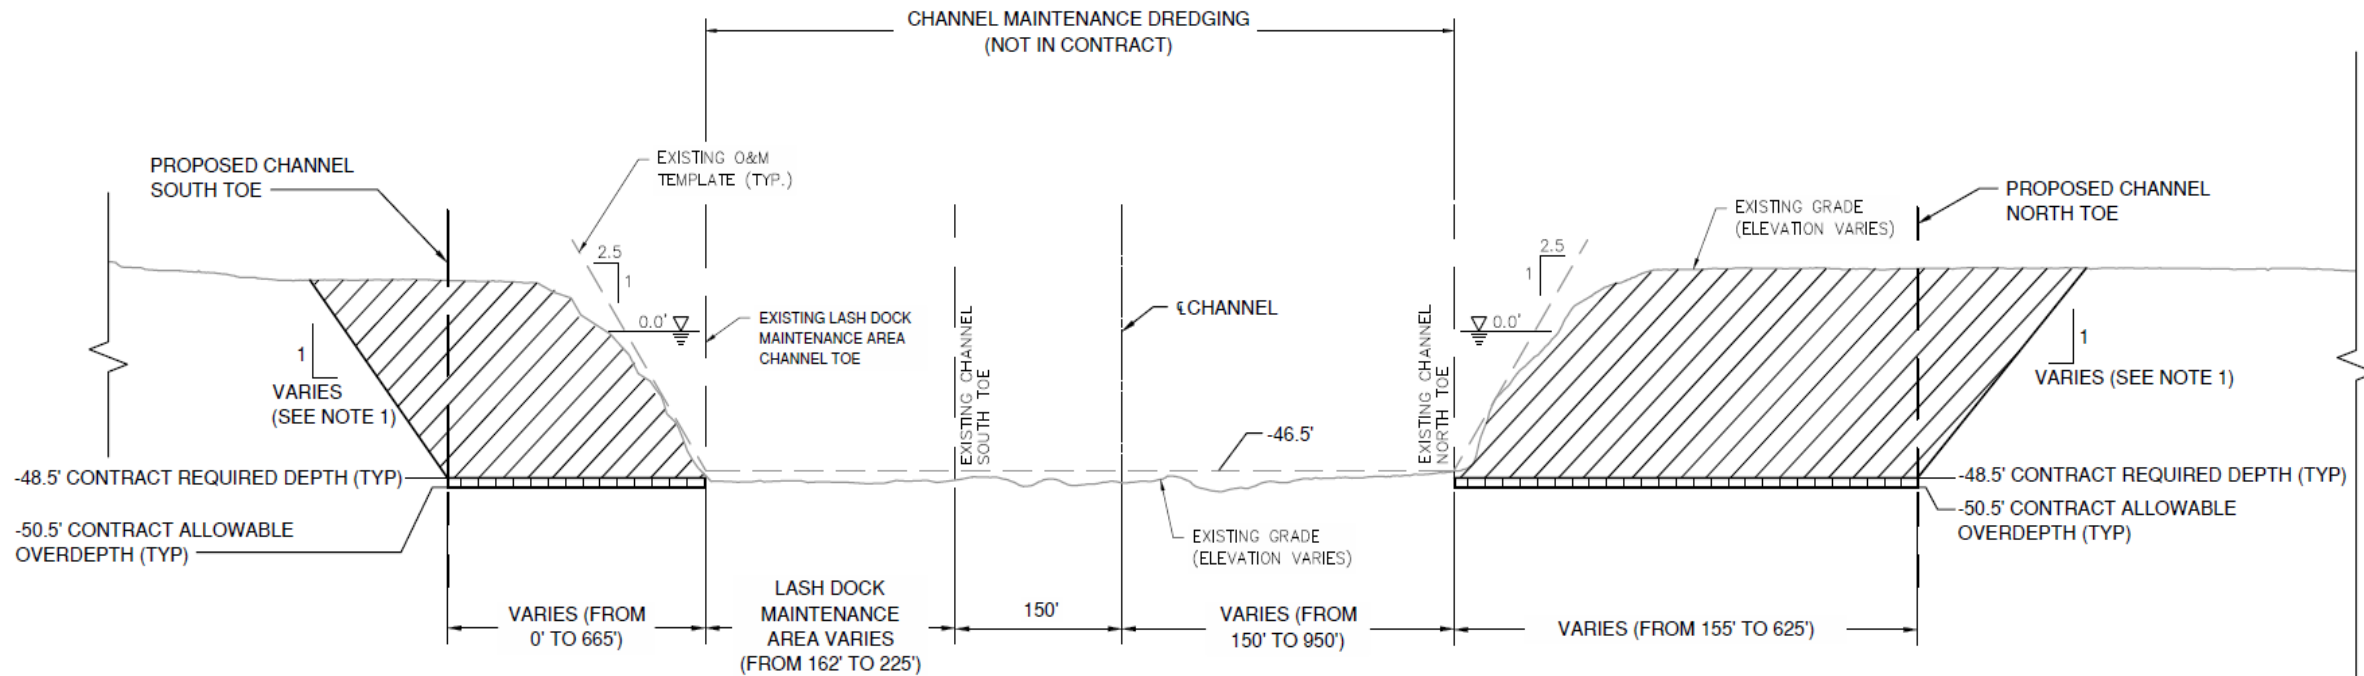 CHANNEL MAINTENANCE DREDGING
(NOT IN CONTRACT)
PROPOSED CHANNEL
SOUTH TOE
EXISTING O&M
TEMPLATE (TYP.)
2.5
1
0.0'
EXISTING LASH DOCK
MAINTENANCE AREA
CHANNEL TOE
EXISTING CHANNEL
SOUTH TOE
℄ CHANNEL
EXISTING CHANNEL
NORTH TOE
0.0'
2.5
1
EXISTING GRADE
(ELEVATION VARIES)
PROPOSED CHANNEL
NORTH TOE
1
VARIES
(SEE NOTE 1)
1
VARIES (SEE NOTE 1)
-46.5'
-48.5' CONTRACT REQUIRED DEPTH (TYP)
-50.5' CONTRACT ALLOWABLE
OVERDEPTH (TYP)
EXISTING GRADE
(ELEVATION VARIES)
-48.5' CONTRACT REQUIRED DEPTH (TYP)
-50.5' CONTRACT ALLOWABLE
OVERDEPTH (TYP)
VARIES (FROM
0' TO 665')
LASH DOCK
MAINTENANCE
AREA VARIES
(FROM 162' TO 225')
150'
VARIES (FROM
150' TO 950')
VARIES (FROM 155' TO 625')